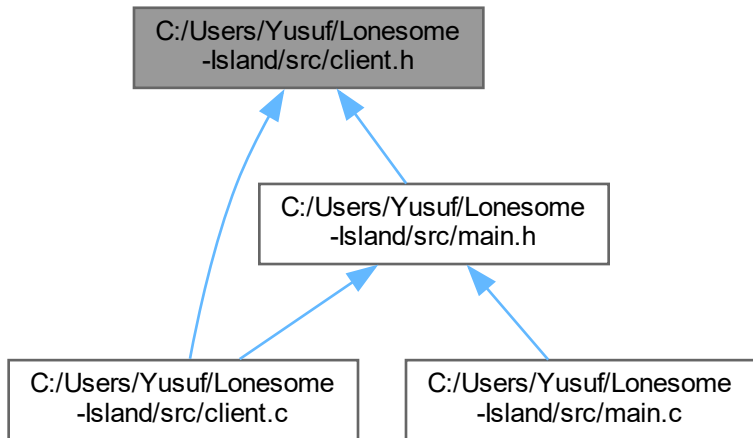 C:/Users/Yusuf/Lonesome
-Island/src/client.h
C:/Users/Yusuf/Lonesome
-Island/src/main.h
C:/Users/Yusuf/Lonesome
-Island/src/client.c
C:/Users/Yusuf/Lonesome
-Island/src/main.c